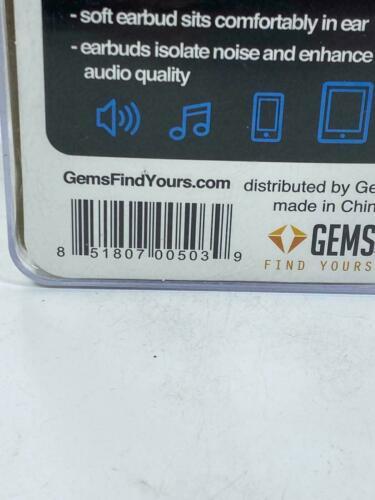 - soft earbud sits comfortably in ear
- earbuds isolate noise and enhance
audio quality
GemsFindYours.com
distributed by Ge
made in Chin
8 51807 00503 9
GEMS
FIND YOURS